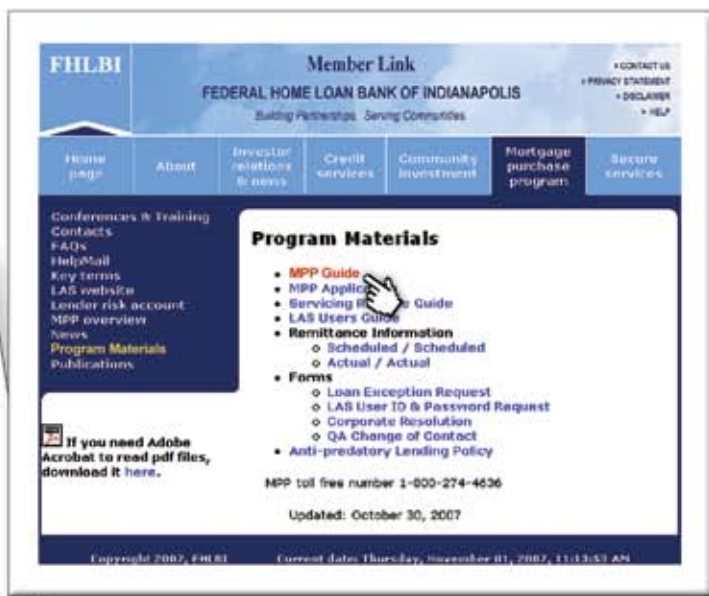 FHLBI
Member Link
FEDERAL HOME LOAN BANK OF INDIANAPOLIS
Building Partnerships. Serving Communities.
CONTACT US
PRIVACY STATEMENT
DISCLAIMER
HELP
Home page
About
Investor relations & news
Credit services
Community investment
Mortgage purchase program
Secure services
Conferences & Training
Contacts
FAQs
HelpMail
Key terms
LAS website
Lender risk account
MPP overview
News
Program Materials
Publications
If you need Adobe
Acrobat to read pdf files,
download it here.
Program Materials
MPP Guide
MPP Applic
Servicing R e Guide
LAS Users Guide
Remittance Information
Scheduled / Scheduled
Actual / Actual
Forms
Loan Exception Request
LAS User ID & Password Request
Corporate Resolution
QA Change of Contact
Anti-predatory Lending Policy
MPP toll free number 1-800-274-4636
Updated: October 30, 2007
Copyright 2007, FHLBI Current date: Thursday, November 01, 2007, 11:13:53 AM